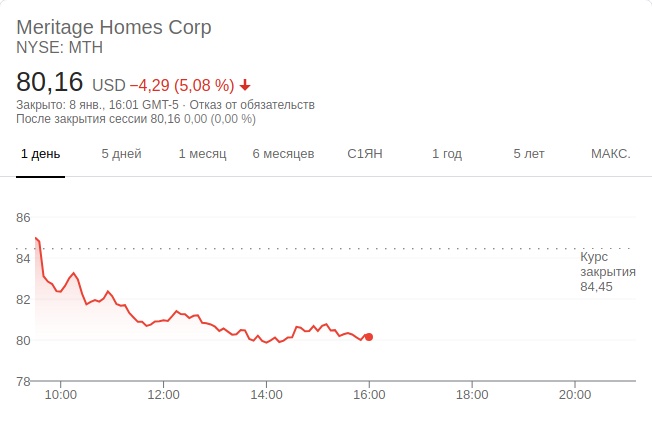 Meritage Homes Corp
NYSE: MTH
80,16 USD −4,29 (5,08 %) ↓
Закрыто: 8 янв., 16:01 GMT-5 · Отказ от обязательств
После закрытия сессии 80,16 0,00 (0,00 %)
1 день 5 дней 1 месяц 6 месяцев С1ЯН 1 год 5 лет МАКС.
86
84
82
80
78
Курс
закрытия
84,45
10:00 12:00 14:00 16:00 18:00 20:00